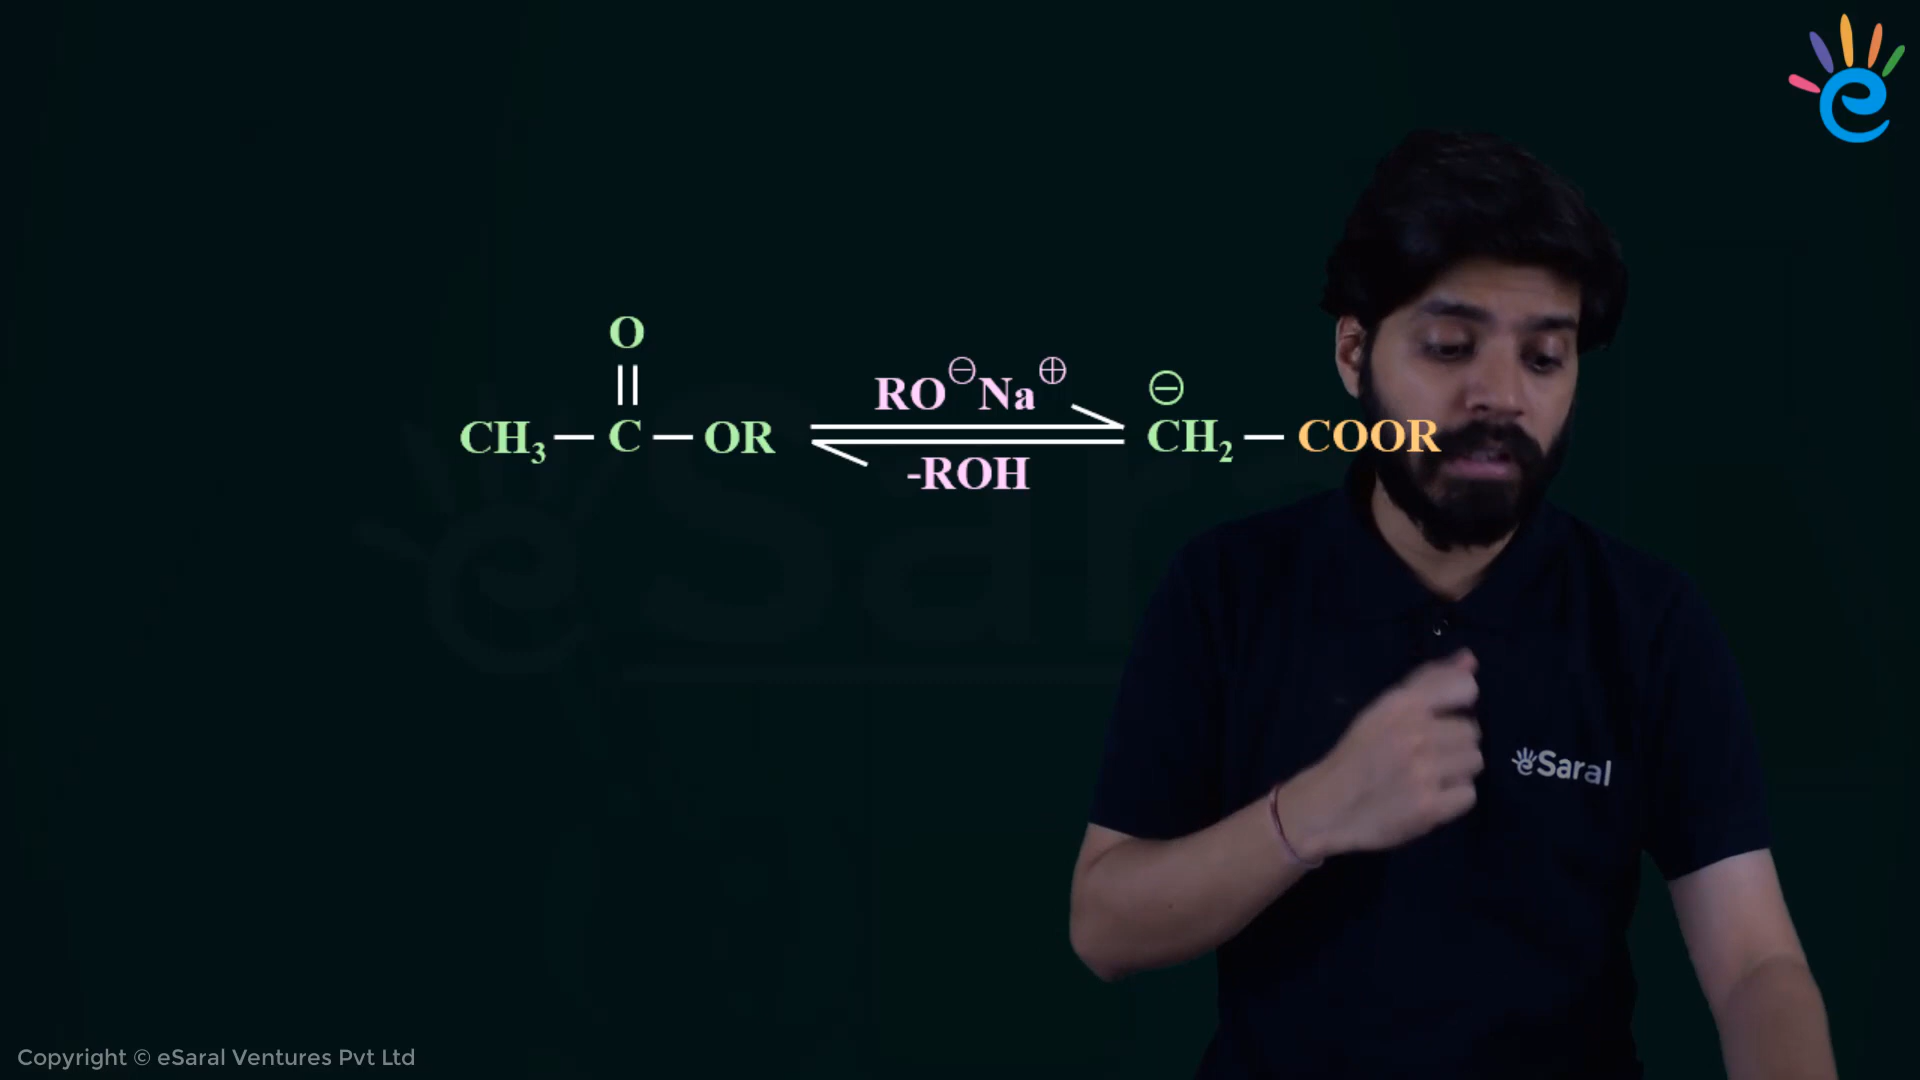 O
||
RO⊖Na⊕
⊖
CH₃—C—OR ⇌ CH₂—COOR
-ROH
eSaral
Copyright © eSaral Ventures Pvt Ltd